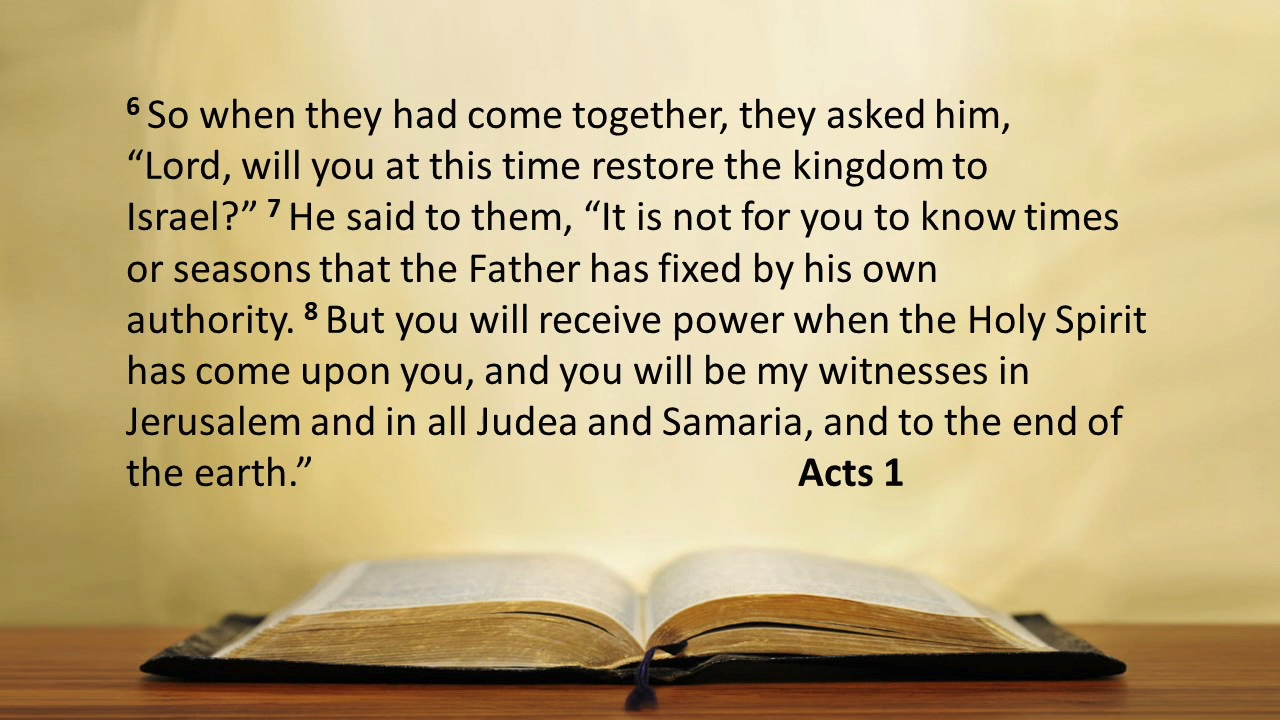 6 So when they had come together, they asked him,
“Lord, will you at this time restore the kingdom to
Israel?” 7 He said to them, “It is not for you to know times
or seasons that the Father has fixed by his own
authority. 8 But you will receive power when the Holy Spirit
has come upon you, and you will be my witnesses in
Jerusalem and in all Judea and Samaria, and to the end of
the earth.” Acts 1